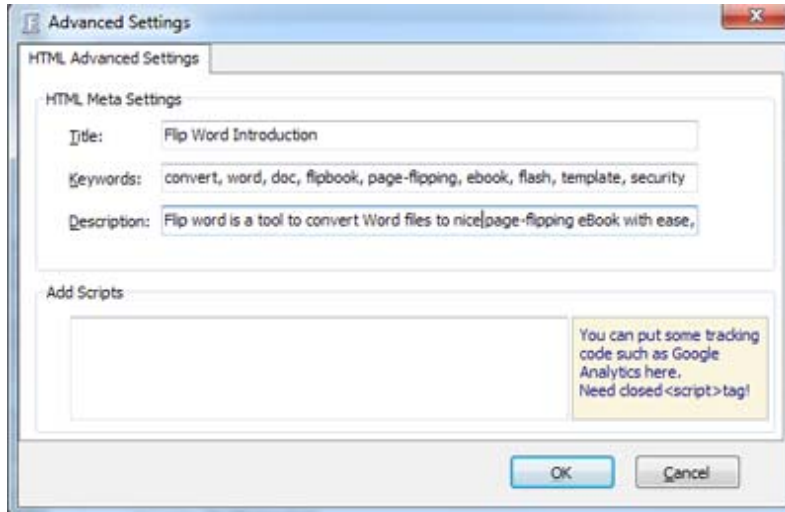 Advanced Settings
HTML Advanced Settings
HTML Meta Settings
Title: Flip Word Introduction
Keywords: convert, word, doc, flipbook, page-flipping, ebook, flash, template, security
Description: Flip word is a tool to convert Word files to nice page-flipping eBook with ease,
Add Scripts
You can put some tracking
code such as Google
Analytics here.
Need closed<script>tag!
OK Cancel